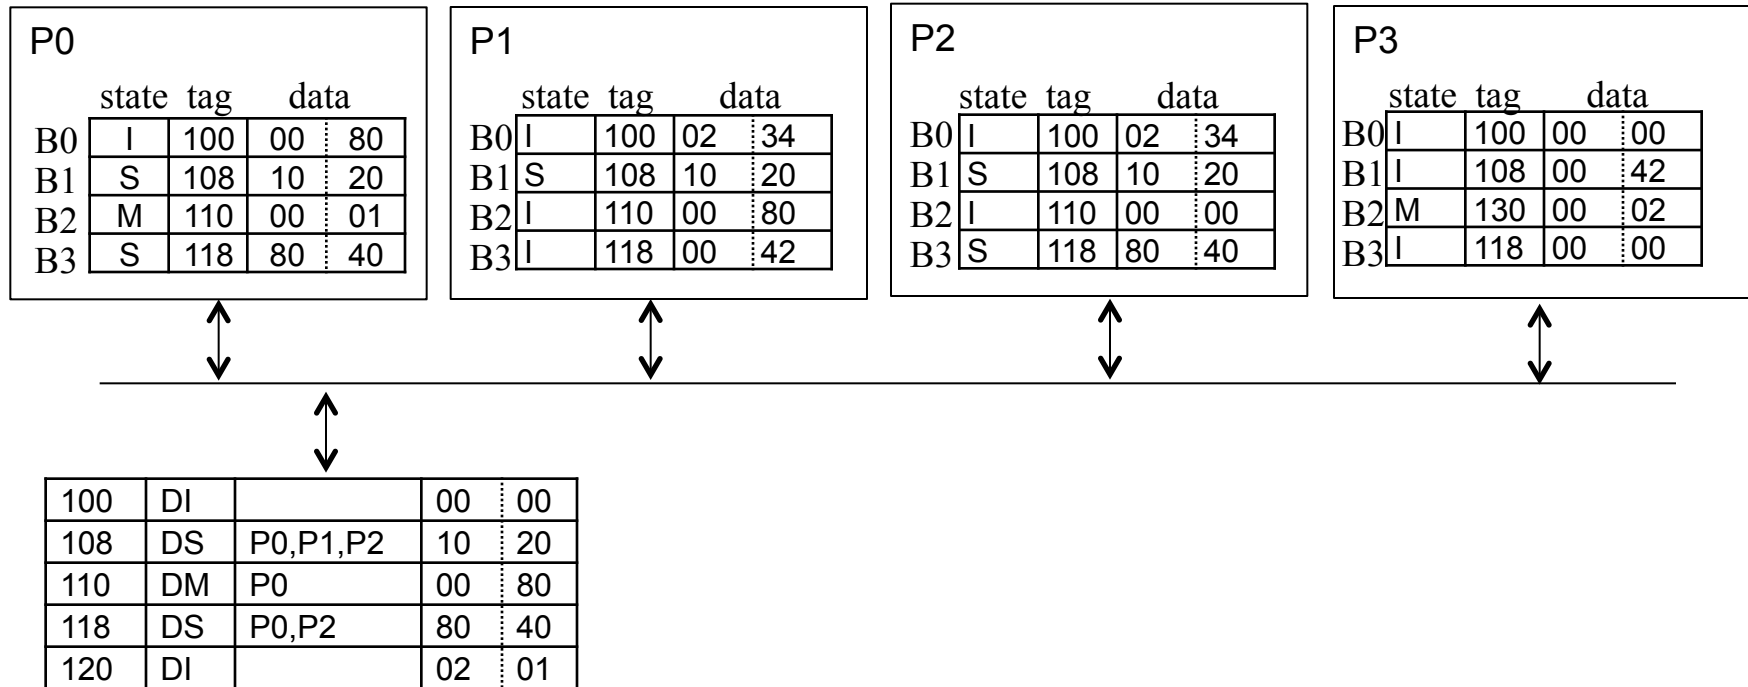 P0
state tag data
B0 I 100 00 80
B1 S 108 10 20
B2 M 110 00 01
B3 S 118 80 40
P1
state tag data
B0 I 100 02 34
B1 S 108 10 20
B2 I 110 00 80
B3 I 118 00 42
P2
state tag data
B0 I 100 02 34
B1 S 108 10 20
B2 I 110 00 00
B3 S 118 80 40
P3
state tag data
B0 I 100 00 00
B1 I 108 00 42
B2 M 130 00 02
B3 I 118 00 00
100 DI 00 00
108 DS P0,P1,P2 10 20
110 DM P0 00 80
118 DS P0,P2 80 40
120 DI 02 01